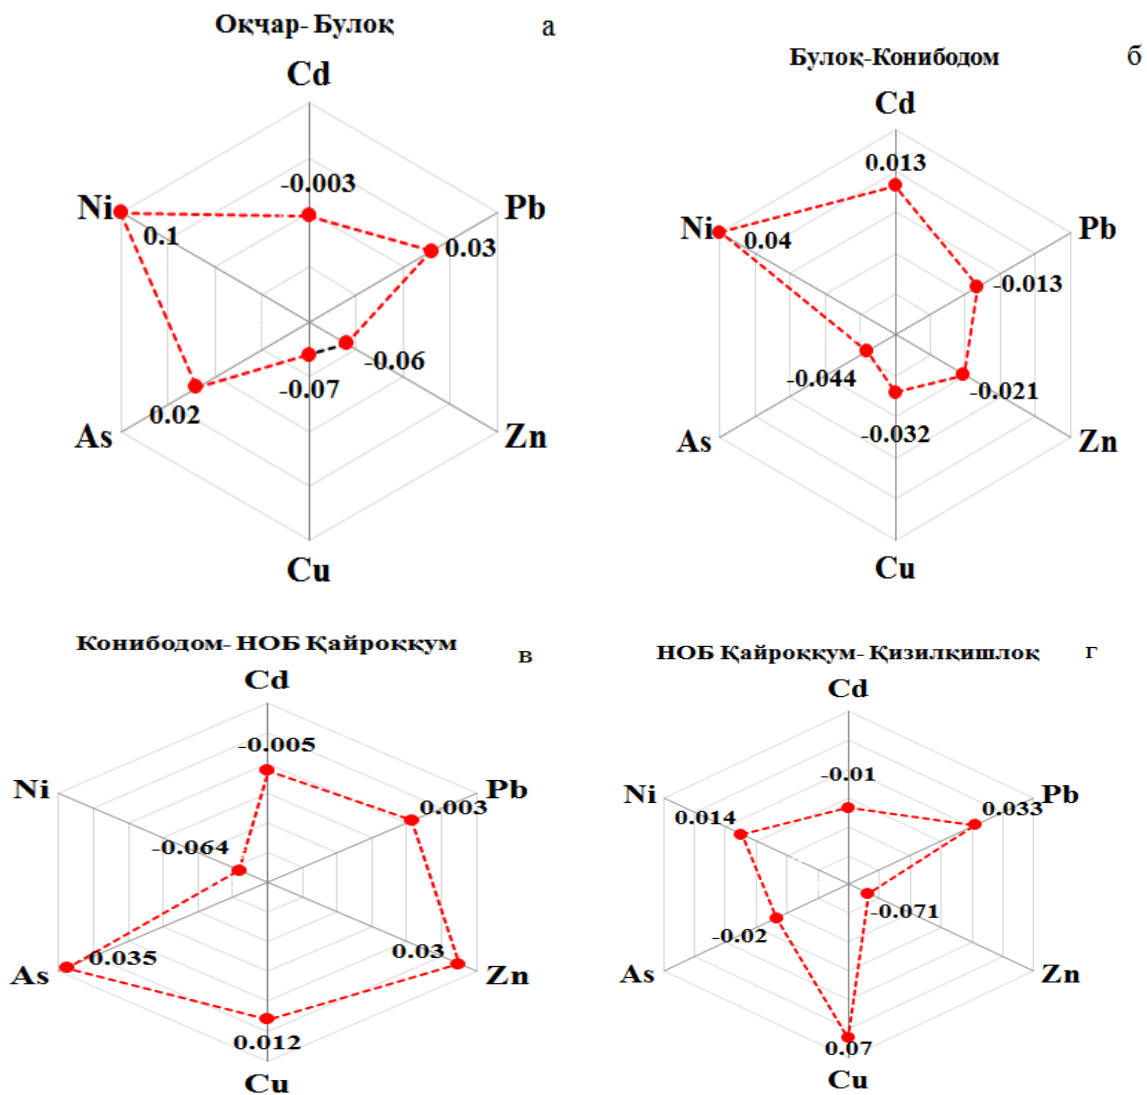 Оқҷар- Булоқ
а
Cd
-0.003
Ni
Pb
0.1
0.03
-0.06
-0.07
0.02
As
Zn
Cu
Булоқ-Конибодом
б
Cd
0.013
Ni
0.04
Pb
-0.013
-0.044
-0.021
-0.032
As
Zn
Cu
Конибодом- НОБ Қайроққум
в
Cd
-0.005
Ni
Pb
0.003
-0.064
0.03
0.035
As
Zn
0.012
Cu
НОБ Қайроққум- Қизилқишлоқ
г
Cd
-0.01
Ni
Pb
0.014
0.033
-0.071
-0.02
As
Zn
0.07
Cu